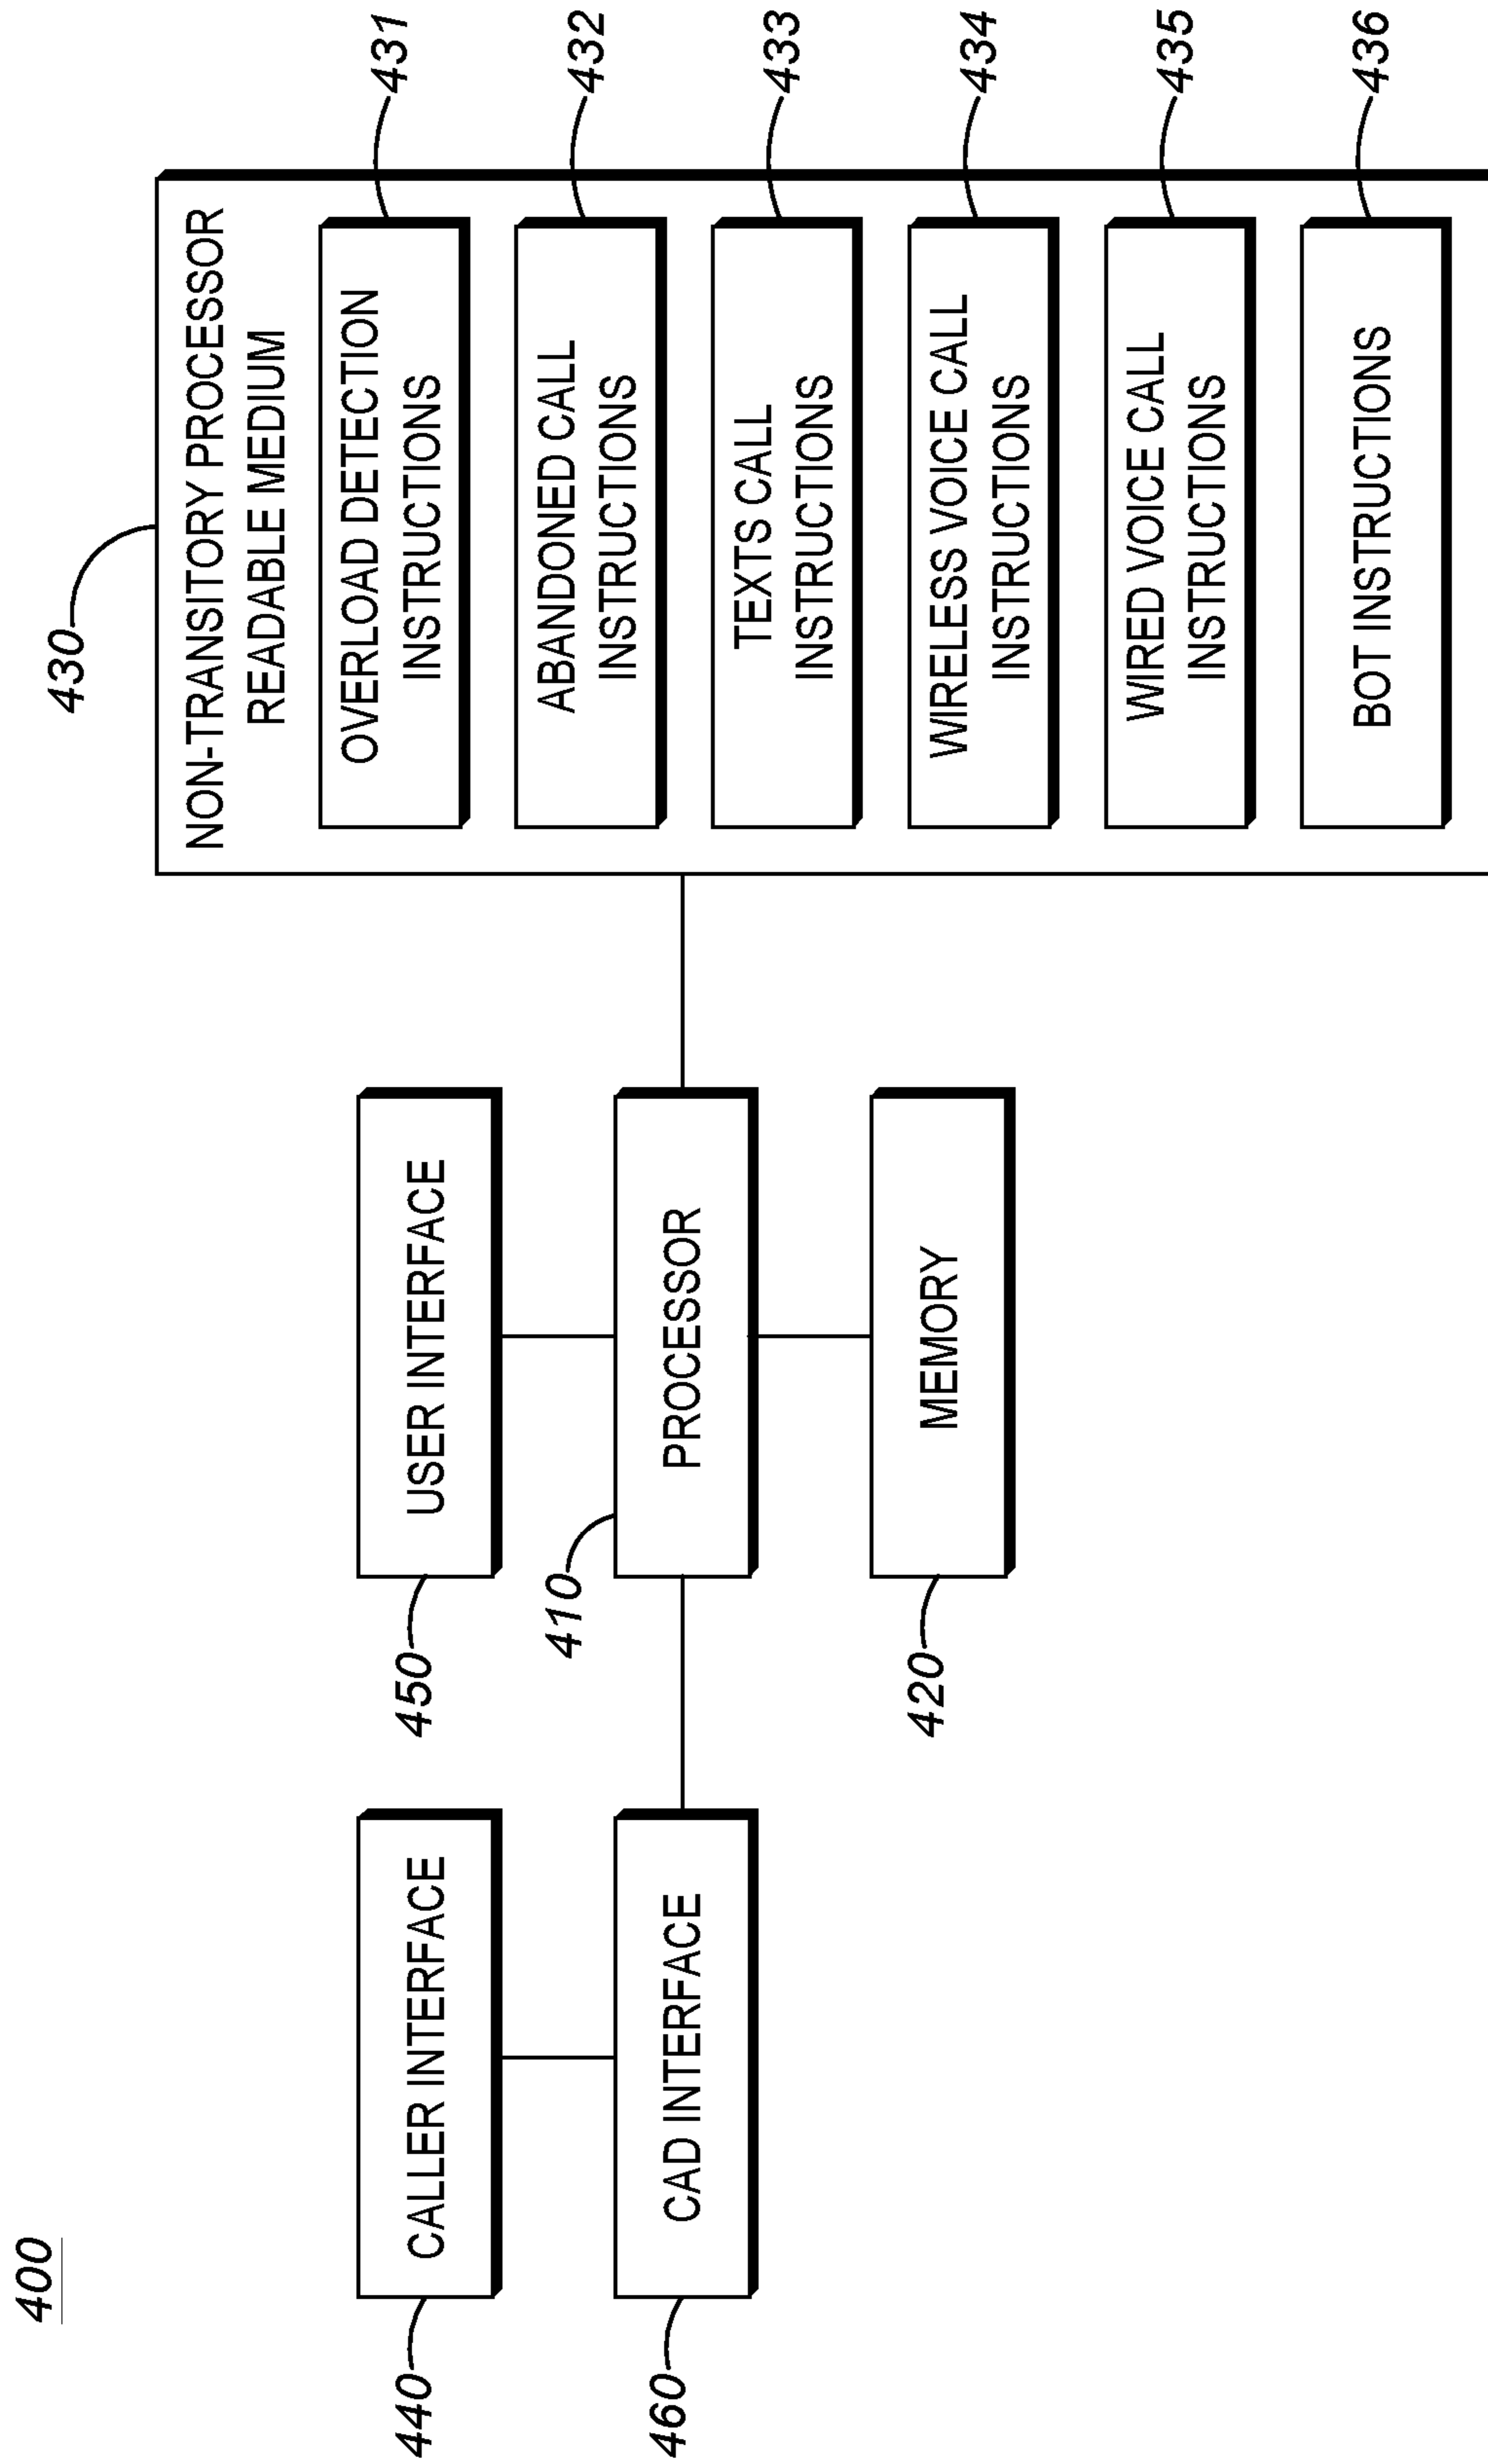 400
430
NON-TRANSITORY PROCESSOR
READABLE MEDIUM
OVERLOAD DETECTION
INSTRUCTIONS
431
ABANDONED CALL
INSTRUCTIONS
432
TEXTS CALL
INSTRUCTIONS
433
WIRELESS VOICE CALL
INSTRUCTIONS
434
WIRED VOICE CALL
INSTRUCTIONS
435
BOT INSTRUCTIONS
436
USER INTERFACE
450
410
PROCESSOR
MEMORY
420
CALLER INTERFACE
440
CAD INTERFACE
460